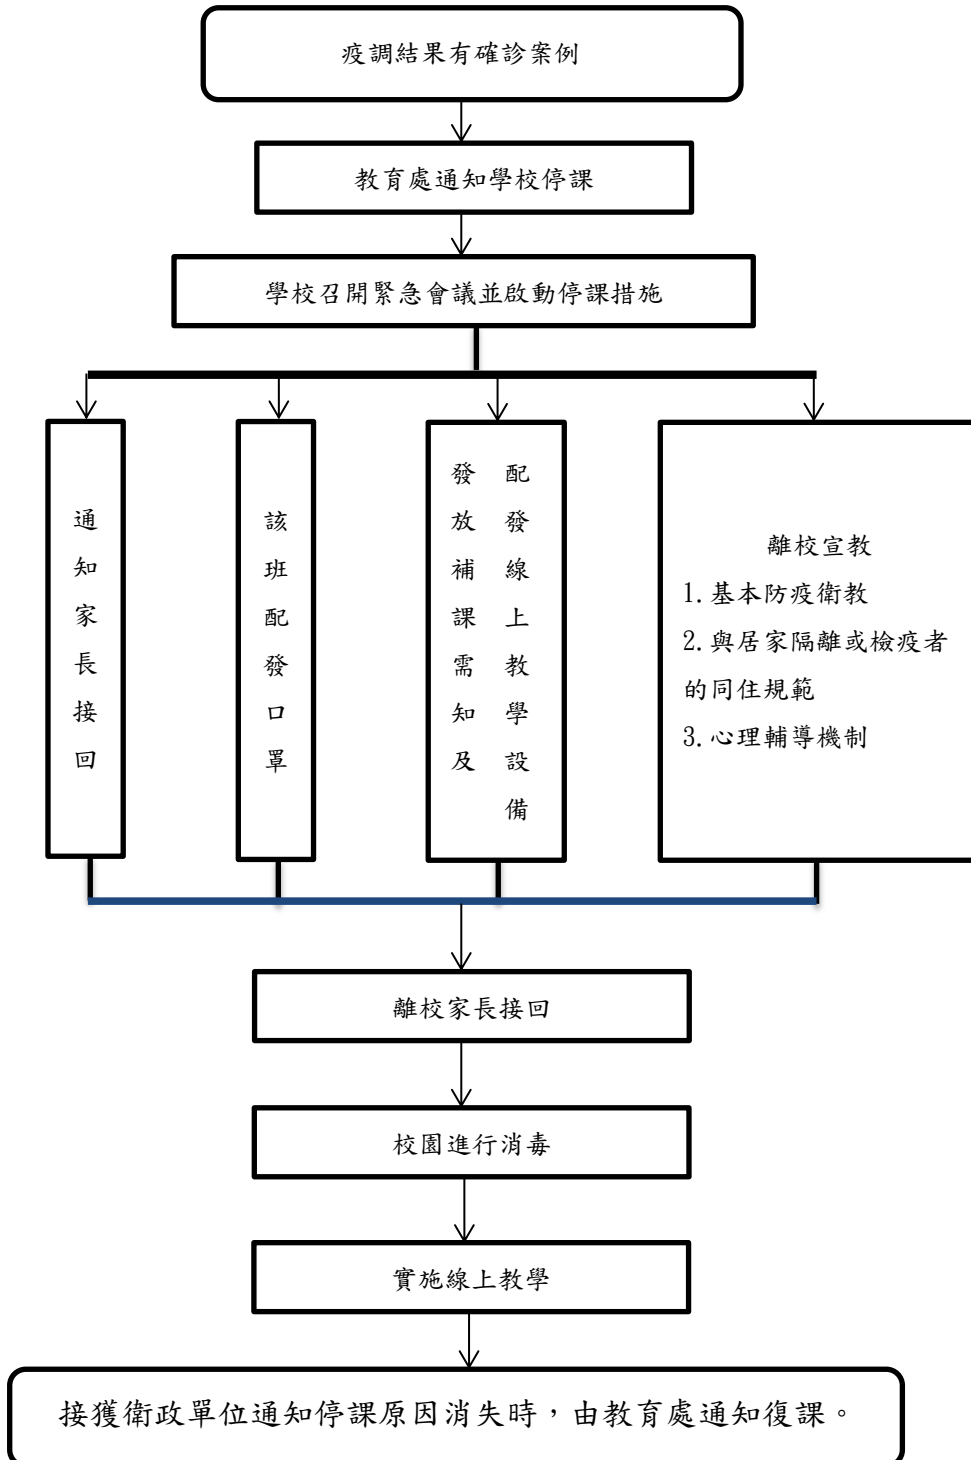 疫調結果有確診案例
教育處通知學校停課
學校召開緊急會議並啟動停課措施
通知家長接回
該班配發口罩
發放補課需知及
配發線上教學設備
離校宣教
1.基本防疫衛教
2.與居家隔離或檢疫者
的同住規範
3.心理輔導機制
離校家長接回
校園進行消毒
實施線上教學
接獲衛政單位通知停課原因消失時，由教育處通知復課。